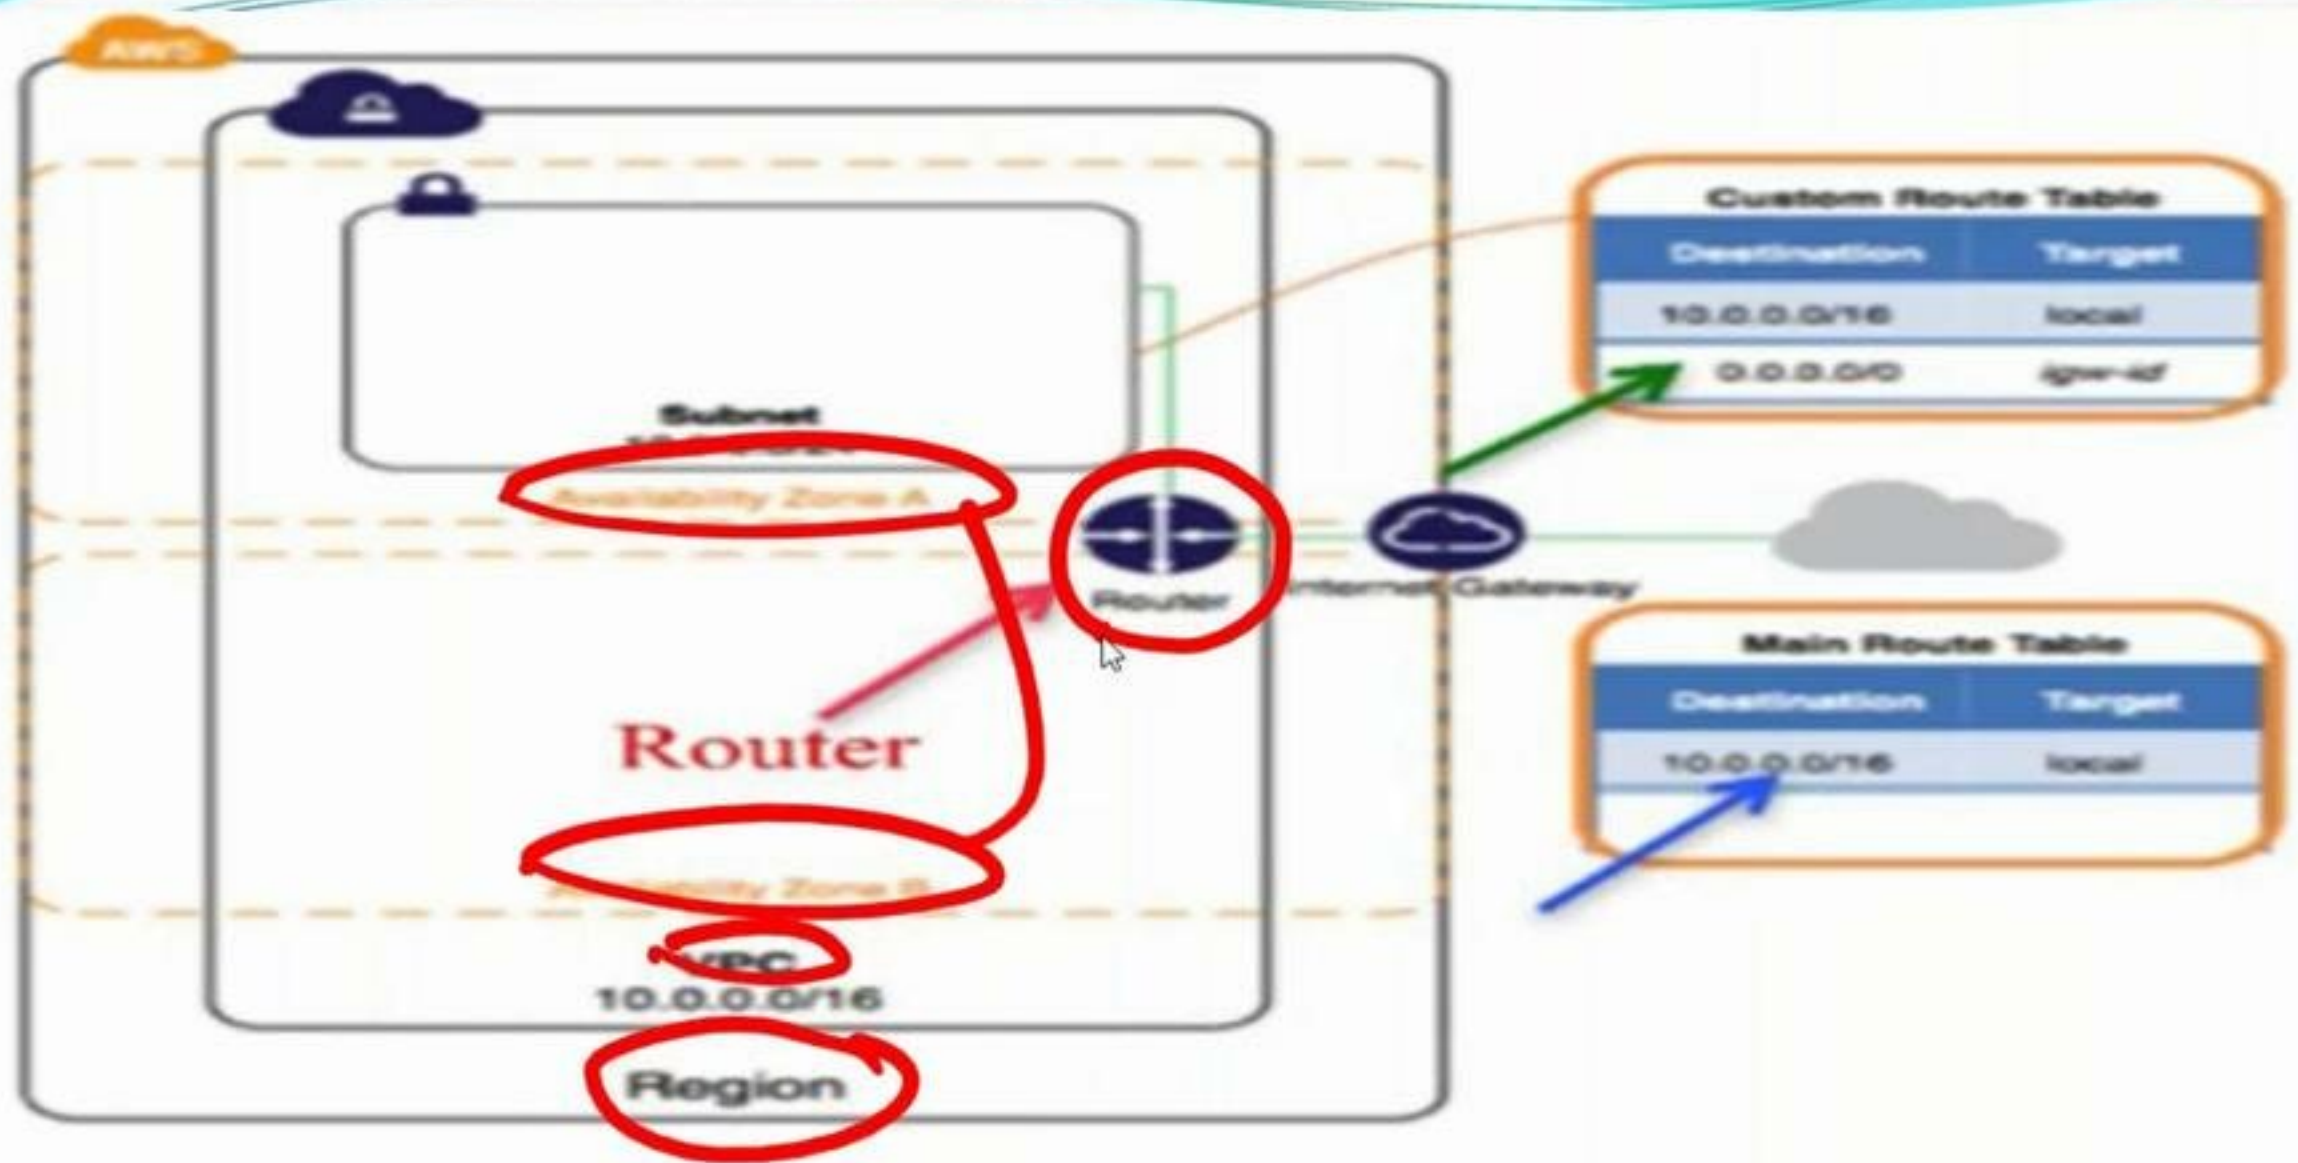 AWS
Custom Route Table
Destination Target
10.0.0.0/16 local
0.0.0.0/0 igw-id
Subnet
Availability Zone A
Router
Internet Gateway
Main Route Table
Destination Target
10.0.0.0/16 local
Router
Availability Zone B
VPC
10.0.0.0/16
Region